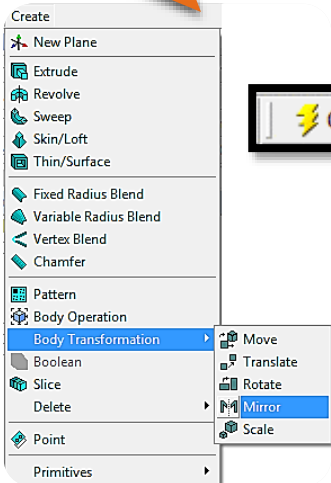 Create
New Plane
Extrude
Revolve
Sweep
Skin/Loft
Thin/Surface
Fixed Radius Blend
Variable Radius Blend
Vertex Blend
Chamfer
Pattern
Body Operation
Body Transformation
Boolean
Slice
Delete
Point
Primitives
Move
Translate
Rotate
Mirror
Scale